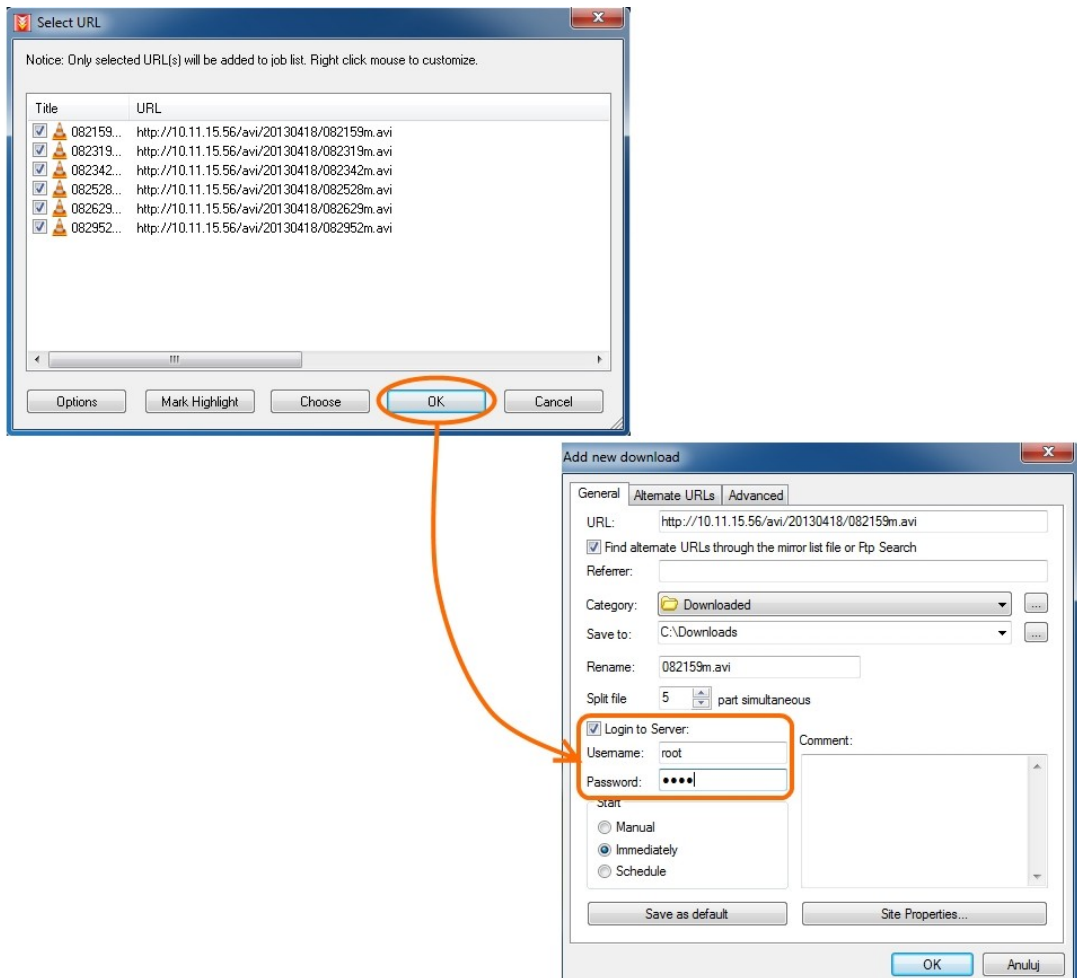 Select URL
Notice: Only selected URL(s) will be added to job list. Right click mouse to customize.
Title URL
082159... http://10.11.15.56/avi/20130418/082159m.avi
082319... http://10.11.15.56/avi/20130418/082319m.avi
082342... http://10.11.15.56/avi/20130418/082342m.avi
082528... http://10.11.15.56/avi/20130418/082528m.avi
082629... http://10.11.15.56/avi/20130418/082629m.avi
082952... http://10.11.15.56/avi/20130418/082952m.avi
Options Mark Highlight Choose OK Cancel
Add new download
General Alternate URLs Advanced
URL: http://10.11.15.56/avi/20130418/082159m.avi
Find alternate URLs through the mirror list file or Ftp Search
Referrer:
Category: Downloaded ...
Save to: C:\Downloads ...
Rename: 082159m.avi
Split file 5 part simultaneous
Login to Server:
Comment:
Username: root
Password: ●●●●
Start
Manual
Immediately
Schedule
Save as default Site Properties...
OK Anuluj